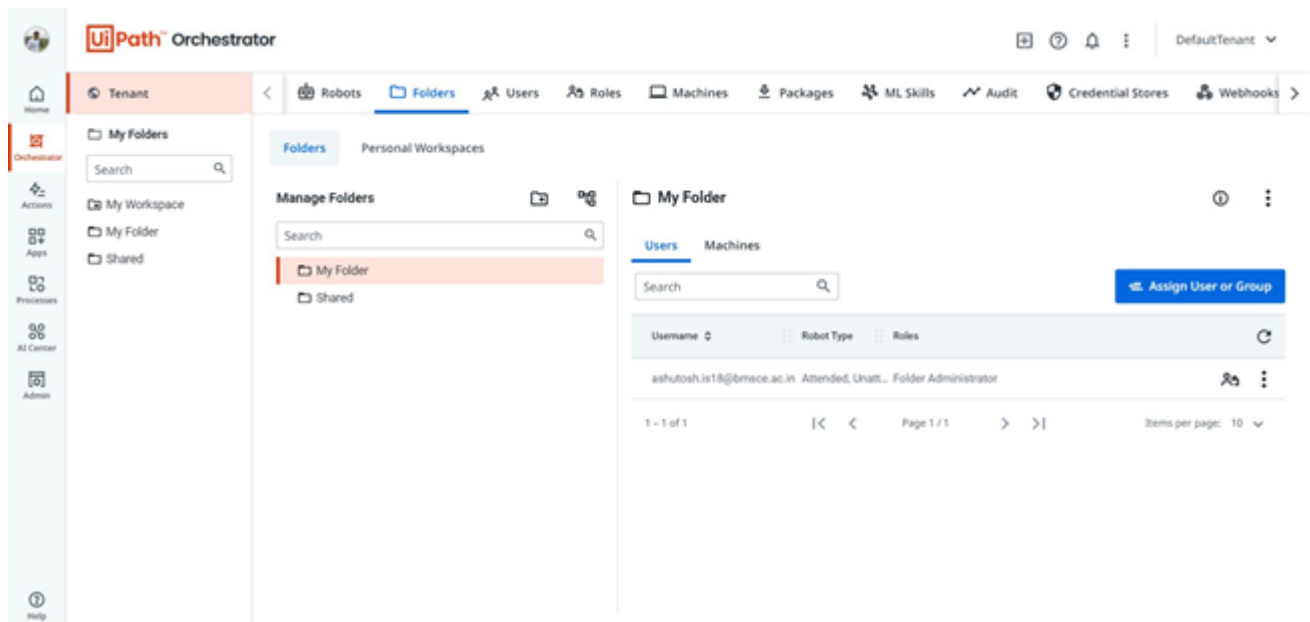 UiPath™ Orchestrator
DefaultTenant
Home
Orchestrator
Actions
Apps
Processes
AI Center
Admin
Help
Tenant
My Folders
Search
My Workspace
My Folder
Shared
Robots Folders Users Roles Machines Packages ML Skills Audit Credential Stores Webhooks
Folders Personal Workspaces
Manage Folders
Search
My Folder
Shared
My Folder
Users Machines
Search
Assign User or Group
Username Robot Type Roles
ashutosh.is18@bmsce.ac.in Attended, Unatt... Folder Administrator
1 - 1 of 1 Page 1 / 1 Items per page: 10